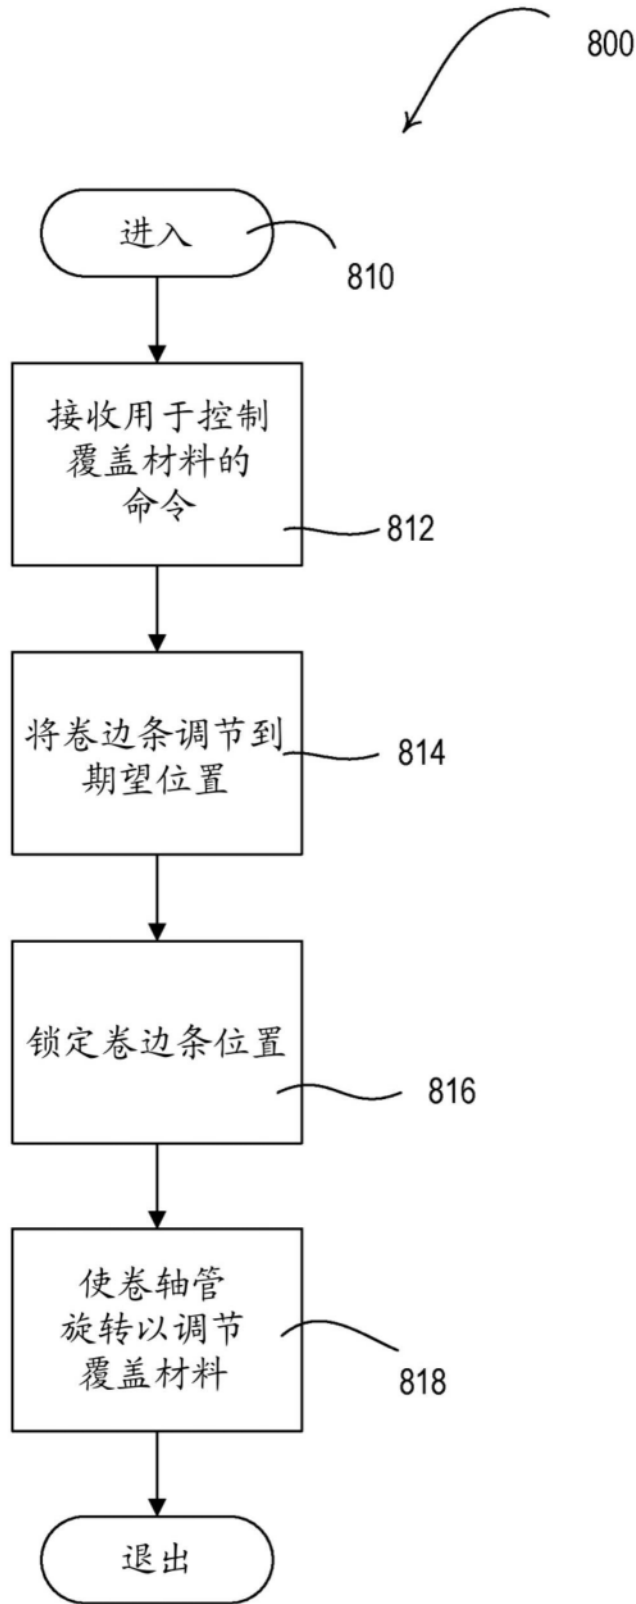 800
进入
810
接收用于控制
覆盖材料的
命令
812
将卷边条调节到
期望位置
814
锁定卷边条位置
816
使卷轴管
旋转以调节
覆盖材料
818
退出